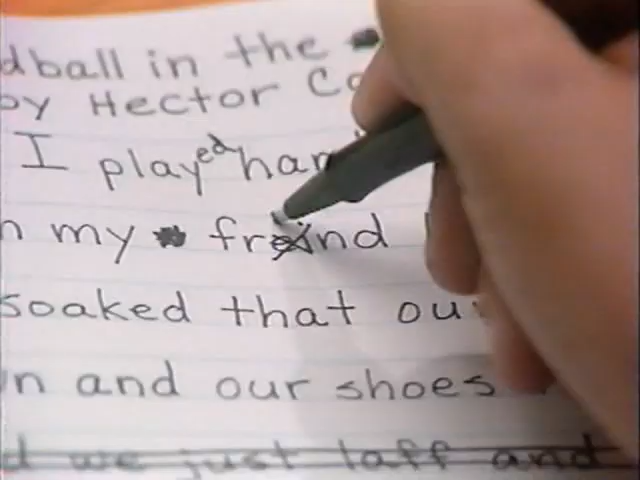 dball in the
by Hector Co
I played han
n my freind
soaked that ou
n and our shoes
d we just laff and